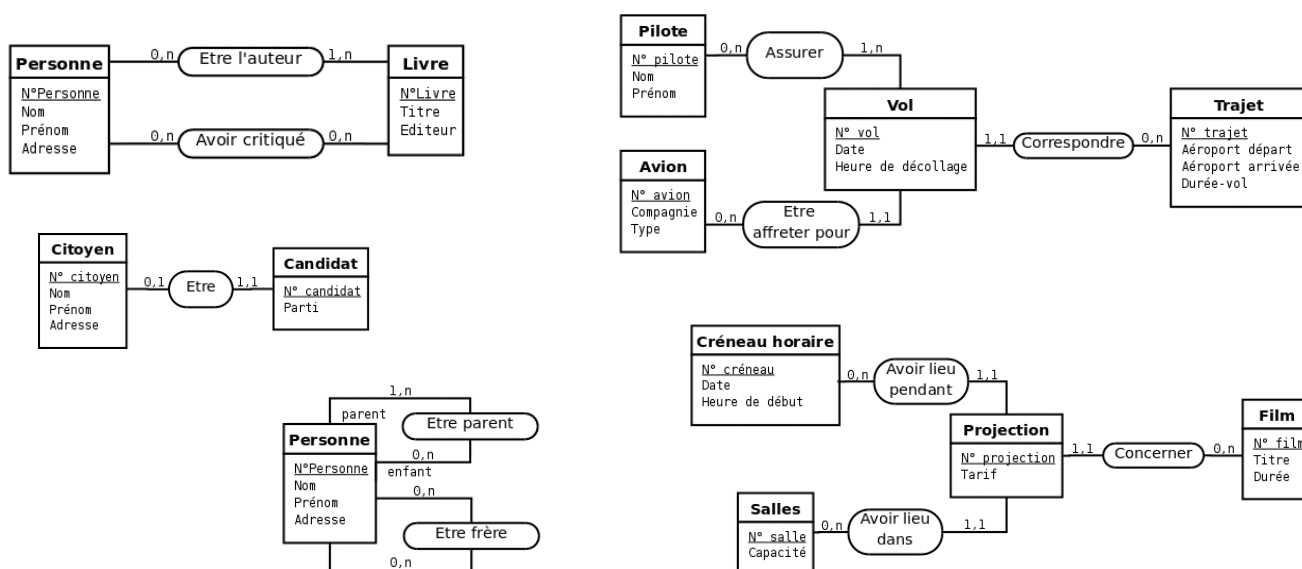 Personne
N°Personne
Nom
Prénom
Adresse
0,n
Etre l'auteur
1,n
0,n
Avoir critiqué
0,n
Livre
N°Livre
Titre
Editeur
Citoyen
N° citoyen
Nom
Prénom
Adresse
0,1
Etre
1,1
Candidat
N° candidat
Parti
1,n
parent
Etre parent
Personne
N°Personne
Nom
Prénom
Adresse
0,n
enfant
0,n
Etre frère
0,n
Pilote
N° pilote
Nom
Prénom
0,n
Assurer
1,n
Avion
N° avion
Compagnie
Type
0,n
Etre
affreter pour
1,1
Vol
N° vol
Date
Heure de décollage
1,1
Correspondre
0,n
Trajet
N° trajet
Aéroport départ
Aéroport arrivée
Durée-vol
Créneau horaire
N° créneau
Date
Heure de début
0,n
Avoir lieu
pendant
1,1
Projection
N° projection
Tarif
1,1
Concerner
0,n
Film
N° film
Titre
Durée
Salles
N° salle
Capacité
0,n
Avoir lieu
dans
1,1